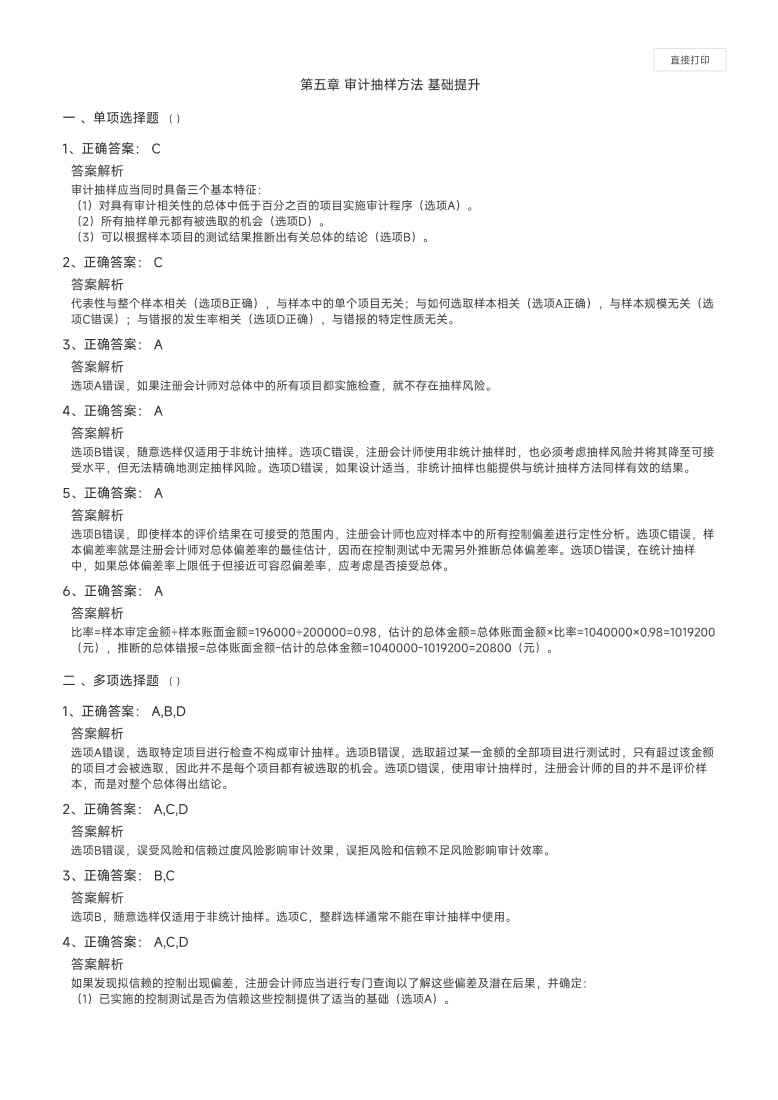 直接打印
第五章 审计抽样方法 基础提升
一 、单项选择题 （ ）
1、正确答案： C
答案解析
审计抽样应当同时具备三个基本特征：
（1）对具有审计相关性的总体中低于百分之百的项目实施审计程序（选项A）。
（2）所有抽样单元都有被选取的机会（选项D）。
（3）可以根据样本项目的测试结果推断出有关总体的结论（选项B）。
2、正确答案： C
答案解析
代表性与整个样本相关（选项B正确），与样本中的单个项目无关；与如何选取样本相关（选项A正确），与样本规模无关（选
项C错误）；与错报的发生率相关（选项D正确），与错报的特定性质无关。
3、正确答案： A
答案解析
选项A错误，如果注册会计师对总体中的所有项目都实施检查，就不存在抽样风险。
4、正确答案： A
答案解析
选项B错误，随意选样仅适用于非统计抽样。选项C错误，注册会计师使用非统计抽样时，也必须考虑抽样风险并将其降至可接
受水平，但无法精确地测定抽样风险。选项D错误，如果设计适当，非统计抽样也能提供与统计抽样方法同样有效的结果。
5、正确答案： A
答案解析
选项B错误，即使样本的评价结果在可接受的范围内，注册会计师也应对样本中的所有控制偏差进行定性分析。选项C错误，样
本偏差率就是注册会计师对总体偏差率的最佳估计，因而在控制测试中无需另外推断总体偏差率。选项D错误，在统计抽样
中，如果总体偏差率上限低于但接近可容忍偏差率，应考虑是否接受总体。
6、正确答案： A
答案解析
比率=样本审定金额÷样本账面金额=196000÷200000=0.98，估计的总体金额=总体账面金额×比率=1040000×0.98=1019200
（元），推断的总体错报=总体账面金额-估计的总体金额=1040000-1019200=20800（元）。
二 、多项选择题 （ ）
1、正确答案： A,B,D
答案解析
选项A错误，选取特定项目进行检查不构成审计抽样。选项B错误，选取超过某一金额的全部项目进行测试时，只有超过该金额
的项目才会被选取，因此并不是每个项目都有被选取的机会。选项D错误，使用审计抽样时，注册会计师的目的并不是评价样
本，而是对整个总体得出结论。
2、正确答案： A,C,D
答案解析
选项B错误，误受风险和信赖过度风险影响审计效果，误拒风险和信赖不足风险影响审计效率。
3、正确答案： B,C
答案解析
选项B，随意选样仅适用于非统计抽样。选项C，整群选样通常不能在审计抽样中使用。
4、正确答案： A,C,D
答案解析
如果发现拟信赖的控制出现偏差，注册会计师应当进行专门查询以了解这些偏差及潜在后果，并确定：
（1）已实施的控制测试是否为信赖这些控制提供了适当的基础（选项A）。